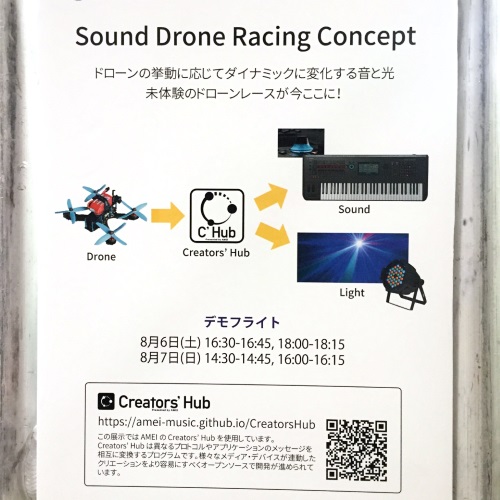 Sound Drone Racing Concept
ドローンの挙動に応じてダイナミックに変化する音と光
未体験のドローンレースが今ここに！
C' Hub
Presented by AMEI
Drone
Creators' Hub
Sound
Light
デモフライト
8月6日(土) 16:30-16:45, 18:00-18:15
8月7日(日) 14:30-14:45, 16:00-16:15
Creators' Hub
Presented by AMEI
https://amei-music.github.io/CreatorsHub
この展示では AMEI の Creators' Hub を使用しています。
Creators' Hub は異なるプロトコルやアプリケーションのメッセージを
相互に変換するプログラムです。様々なメディア・デバイスが連動した
クリエーションをより容易にすべくオープンソースで開発が進められて
います。